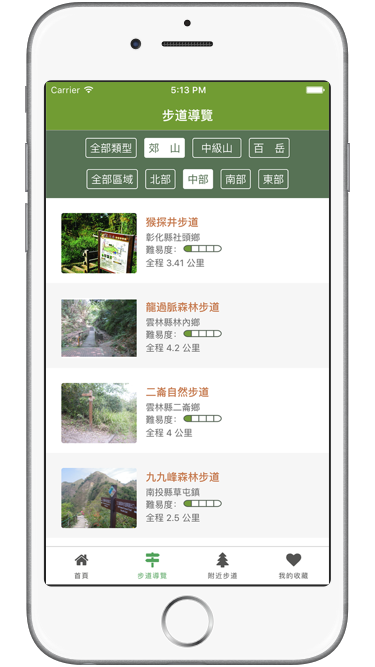 Carrier 5:13 PM
步道導覽
全部類型 郊 山 中級山 百 岳
全部區域 北部 中部 南部 東部
猴探井步道
彰化縣社頭鄉
難易度:
全程 3.41 公里
龍過脈森林步道
雲林縣林內鄉
難易度:
全程 4.2 公里
二崙自然步道
雲林縣二崙鄉
難易度:
全程 4 公里
九九峰森林步道
南投縣草屯鎮
難易度:
全程 2.5 公里
首頁 步道導覽 附近步道 我的收藏